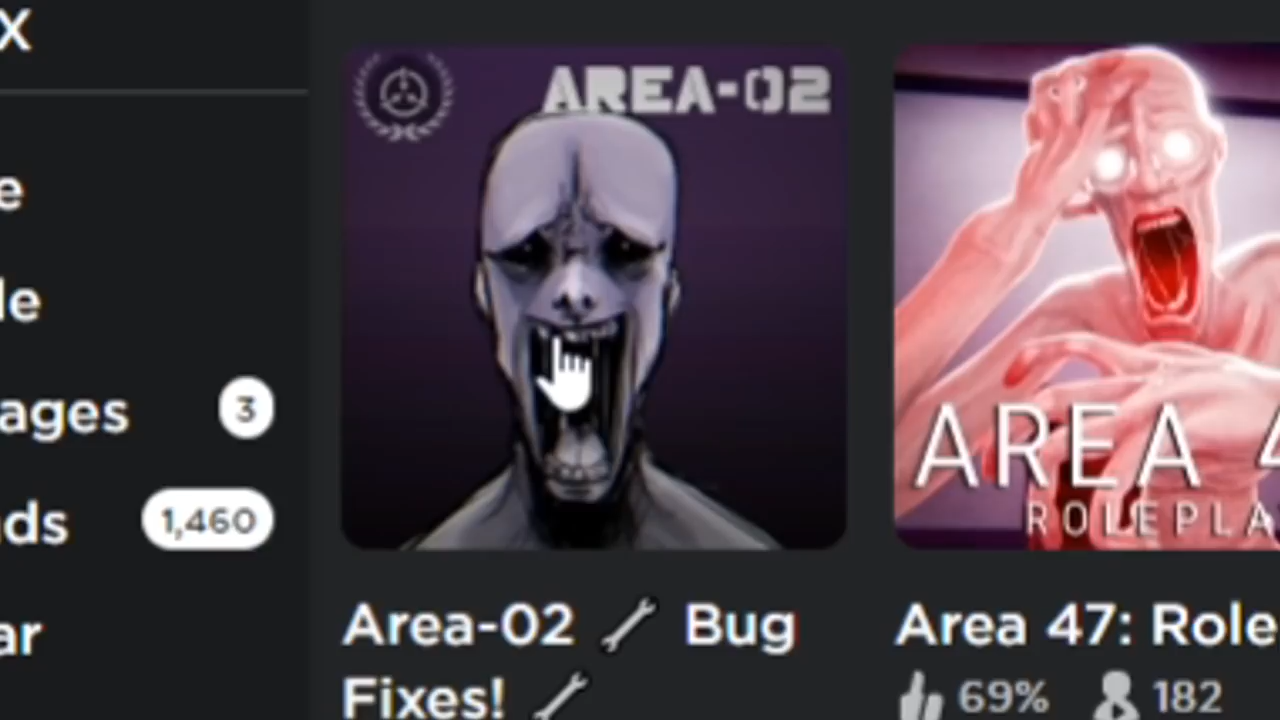 X
e
le
ages 3
ds 1,460
ar
AREA-02
AREA 4
ROLEPLA
Area-02 🔧 Bug
Fixes! 🔧
Area 47: Role
69% 182